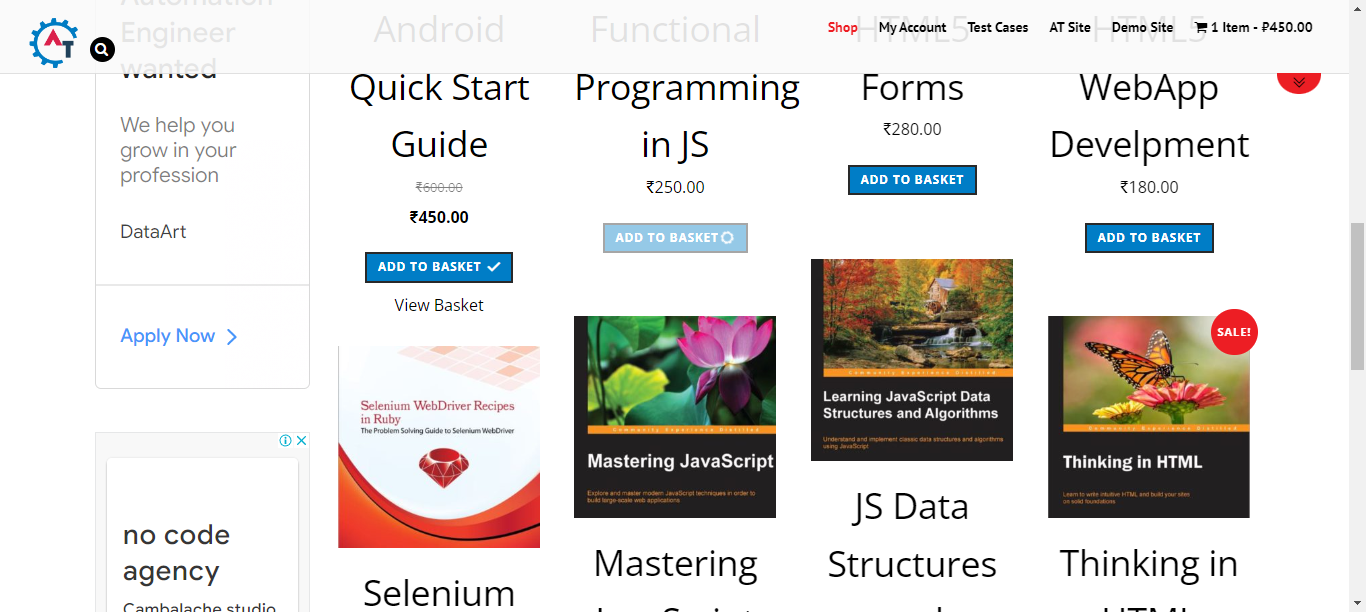 Automation
Engineer
wanted
We help you
grow in your
profession
DataArt
Apply Now
no code
agency
Cambalache studio
AT
Shop
My Account
Test Cases
AT Site
Demo Site
1 Item - ₽450.00
Android
Quick Start
Guide
₹600.00
₹450.00
ADD TO BASKET
View Basket
Functional
Programming
in JS
₹250.00
ADD TO BASKET
HTML5
Forms
₹280.00
ADD TO BASKET
HTML5
WebApp
Develpment
₹180.00
ADD TO BASKET
Selenium WebDriver Recipes
in Ruby
The Problem Solving Guide to Selenium WebDriver
Selenium
Community Experience Distilled
Mastering JavaScript
Explore and master modern JavaScript techniques in order to
build large-scale web applications
Mastering
JavaScript
Community Experience Distilled
Learning JavaScript Data
Structures and Algorithms
Understand and implement classic data structures and algorithms
using JavaScript
JS Data
Structures
and
SALE!
Community Experience Distilled
Thinking in HTML
Learn to write intuitive HTML and build your sites
on solid foundations
Thinking in
HTML